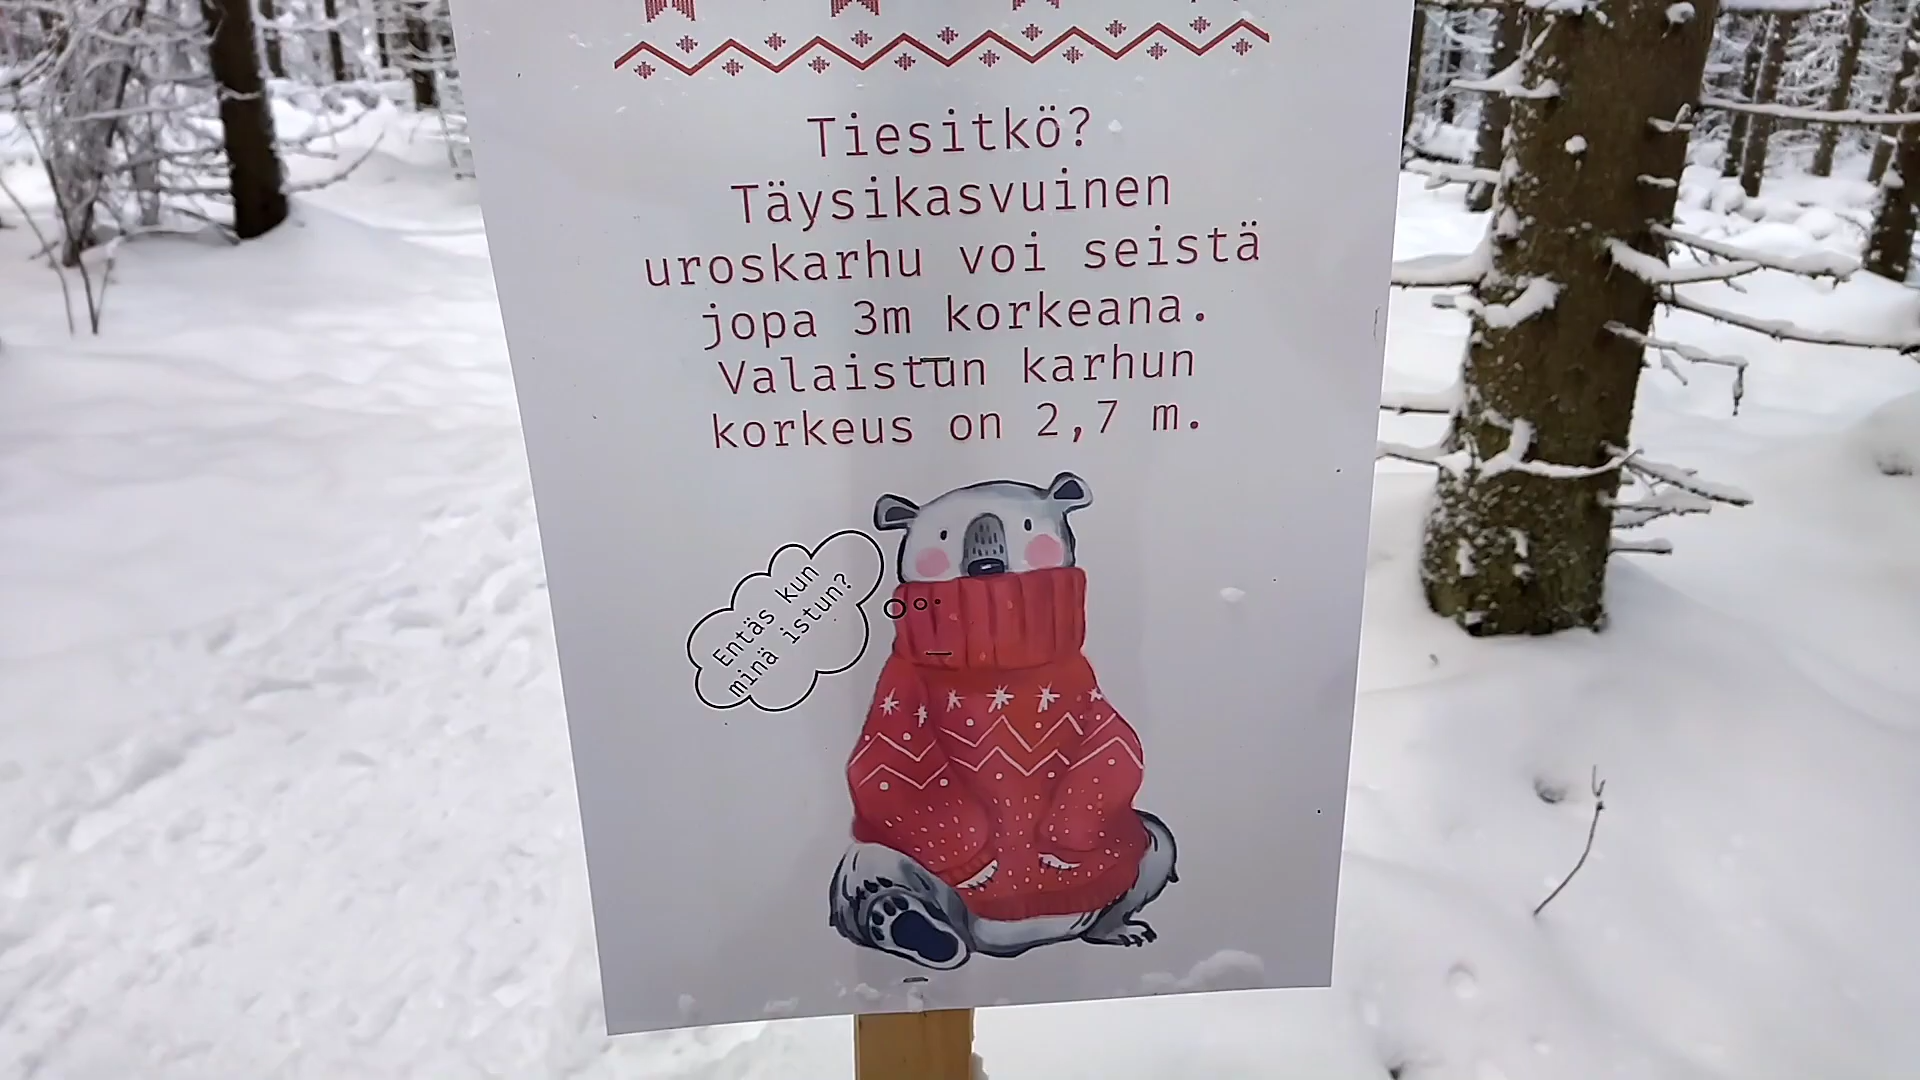 Tiesitkö?
Täysikasvuinen
uroskarhu voi seistä
jopa 3m korkeana.
Valaistun karhun
korkeus on 2,7 m.
Entäs kun
minä istun?